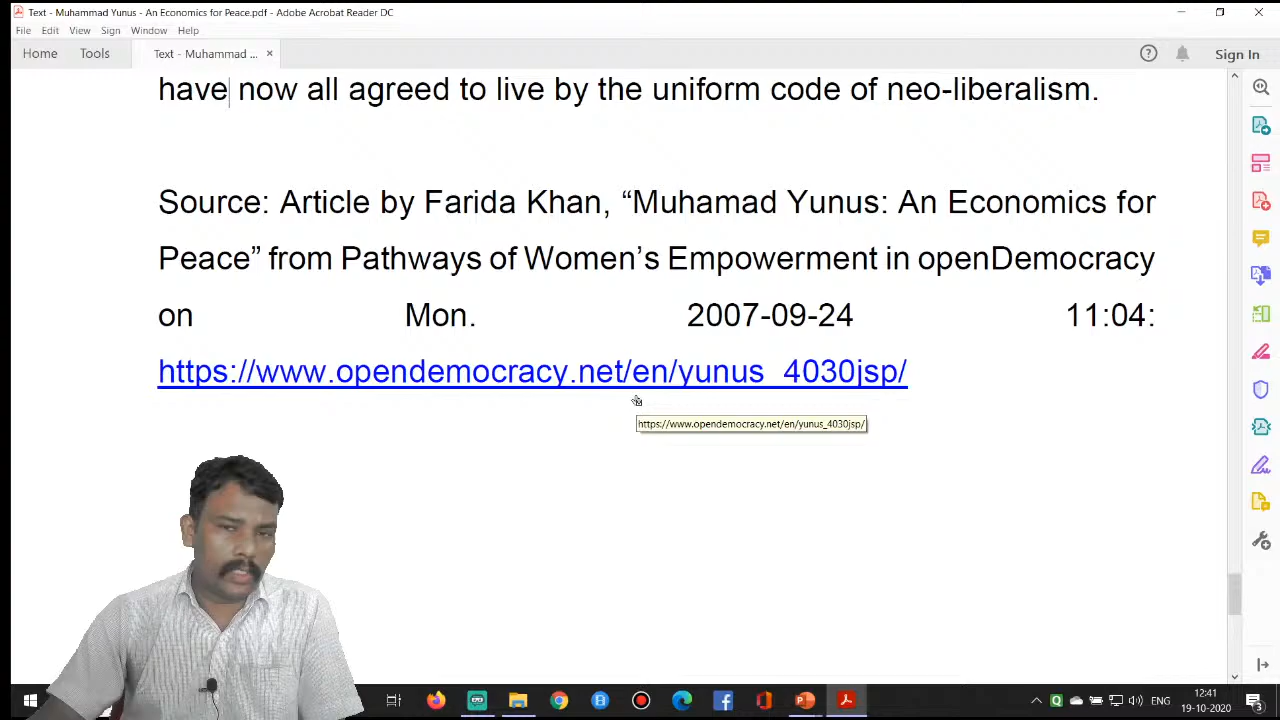 Text - Muhammad Yunus - An Economics for Peace.pdf - Adobe Acrobat Reader DC
File Edit View Sign Window Help
Home Tools Text - Muhammad ... × Sign In
have now all agreed to live by the uniform code of neo-liberalism.
Source: Article by Farida Khan, “Muhamad Yunus: An Economics for
Peace” from Pathways of Women’s Empowerment in openDemocracy
on Mon. 2007-09-24 11:04:
https://www.opendemocracy.net/en/yunus_4030jsp/
https://www.opendemocracy.net/en/yunus_4030jsp/
ENG
12:41
19-10-2020
3